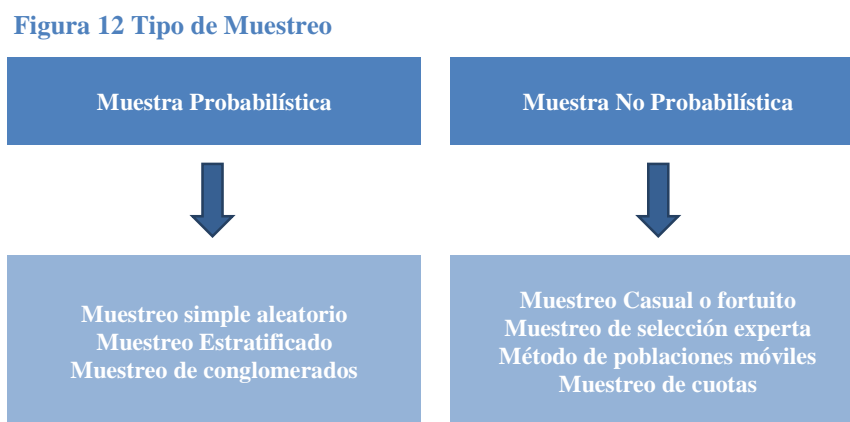 Figura 12 Tipo de Muestreo
Muestra Probabilística
Muestra No Probabilística
Muestreo simple aleatorio
Muestreo Estratificado
Muestreo de conglomerados
Muestreo Casual o fortuito
Muestreo de selección experta
Método de poblaciones móviles
Muestreo de cuotas